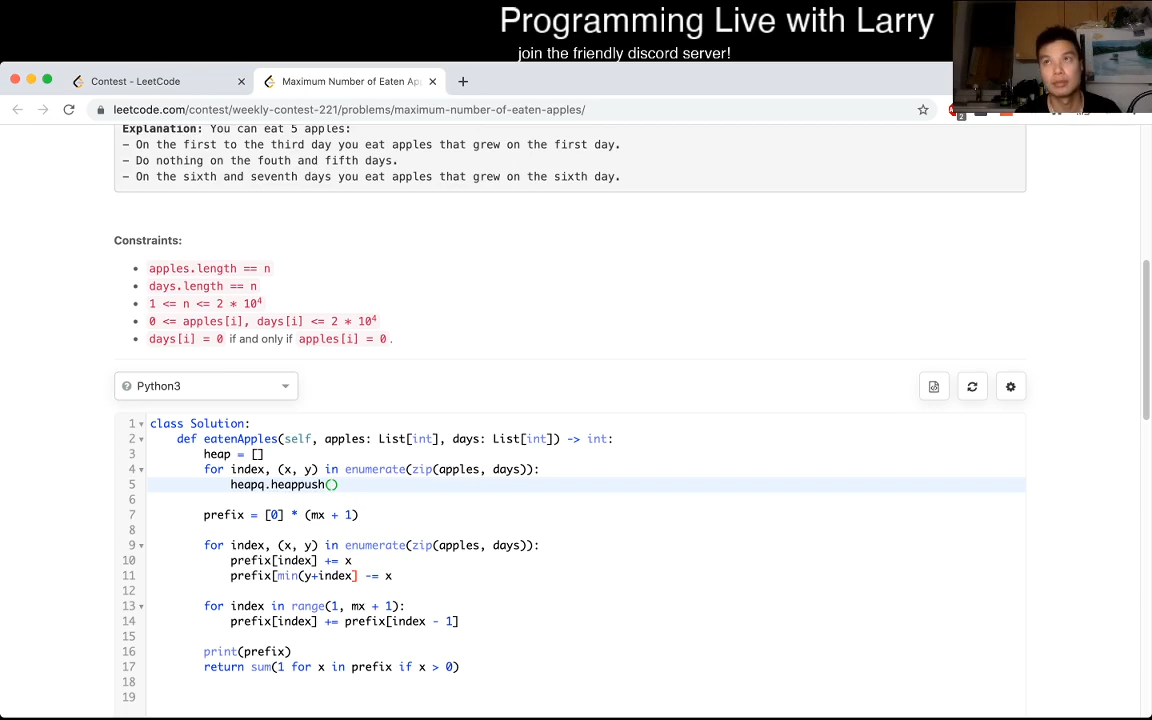 Programming Live with Larry
join the friendly discord server!
Contest - LeetCode
Maximum Number of Eaten Ap
leetcode.com/contest/weekly-contest-221/problems/maximum-number-of-eaten-apples/
2
Explanation: You can eat 5 apples:
- On the first to the third day you eat apples that grew on the first day.
- Do nothing on the fouth and fifth days.
- On the sixth and seventh days you eat apples that grew on the sixth day.
Constraints:
• apples.length == n
• days.length == n
• 1 <= n <= 2 * 10⁴
• 0 <= apples[i], days[i] <= 2 * 10⁴
• days[i] = 0 if and only if apples[i] = 0.
Python3
1 class Solution:
2     def eatenApples(self, apples: List[int], days: List[int]) -> int:
3         heap = []
4         for index, (x, y) in enumerate(zip(apples, days)):
5             heapq.heappush()
6
7         prefix = [0] * (mx + 1)
8
9         for index, (x, y) in enumerate(zip(apples, days)):
10             prefix[index] += x
11             prefix[min(y+index] -= x
12
13         for index in range(1, mx + 1):
14             prefix[index] += prefix[index - 1]
15
16         print(prefix)
17         return sum(1 for x in prefix if x > 0)
18
19